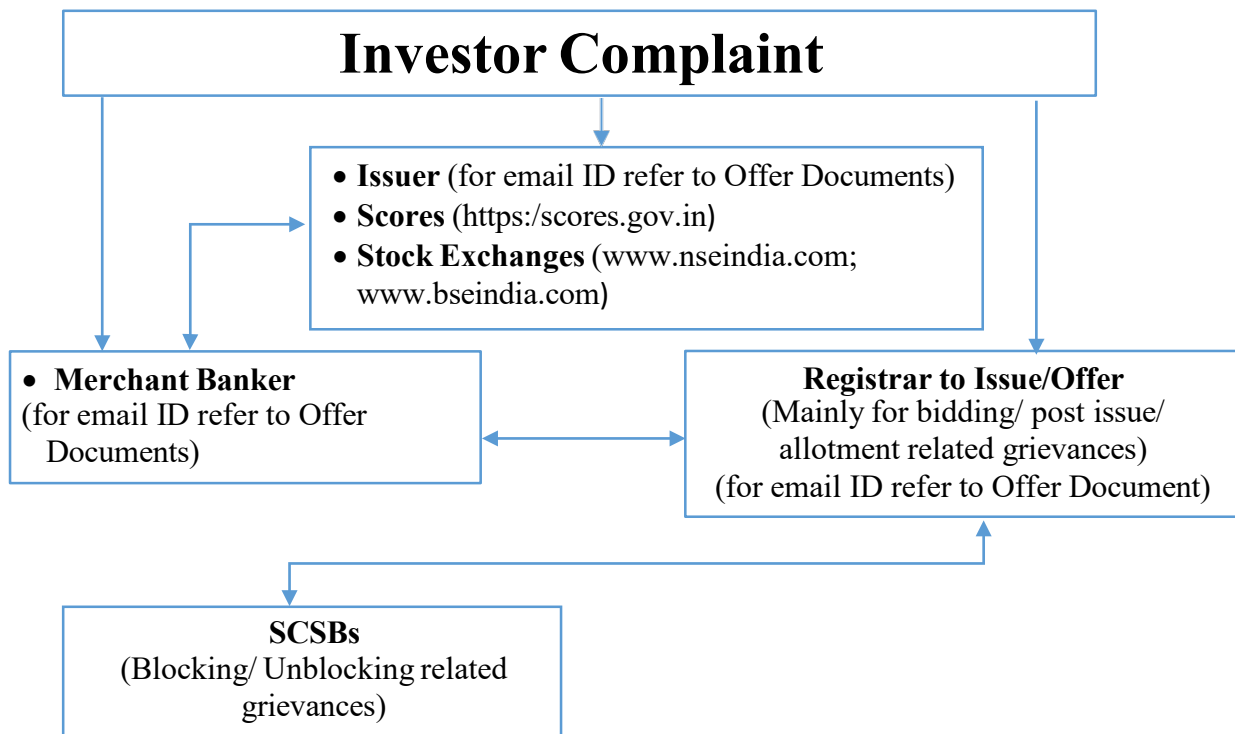 Investor Complaint
• Issuer (for email ID refer to Offer Documents)
• Scores (https:/scores.gov.in)
• Stock Exchanges (www.nseindia.com;
www.bseindia.com)
• Merchant Banker
(for email ID refer to Offer
Documents)
Registrar to Issue/Offer
(Mainly for bidding/ post issue/
allotment related grievances)
(for email ID refer to Offer Document)
SCSBs
(Blocking/ Unblocking related
grievances)